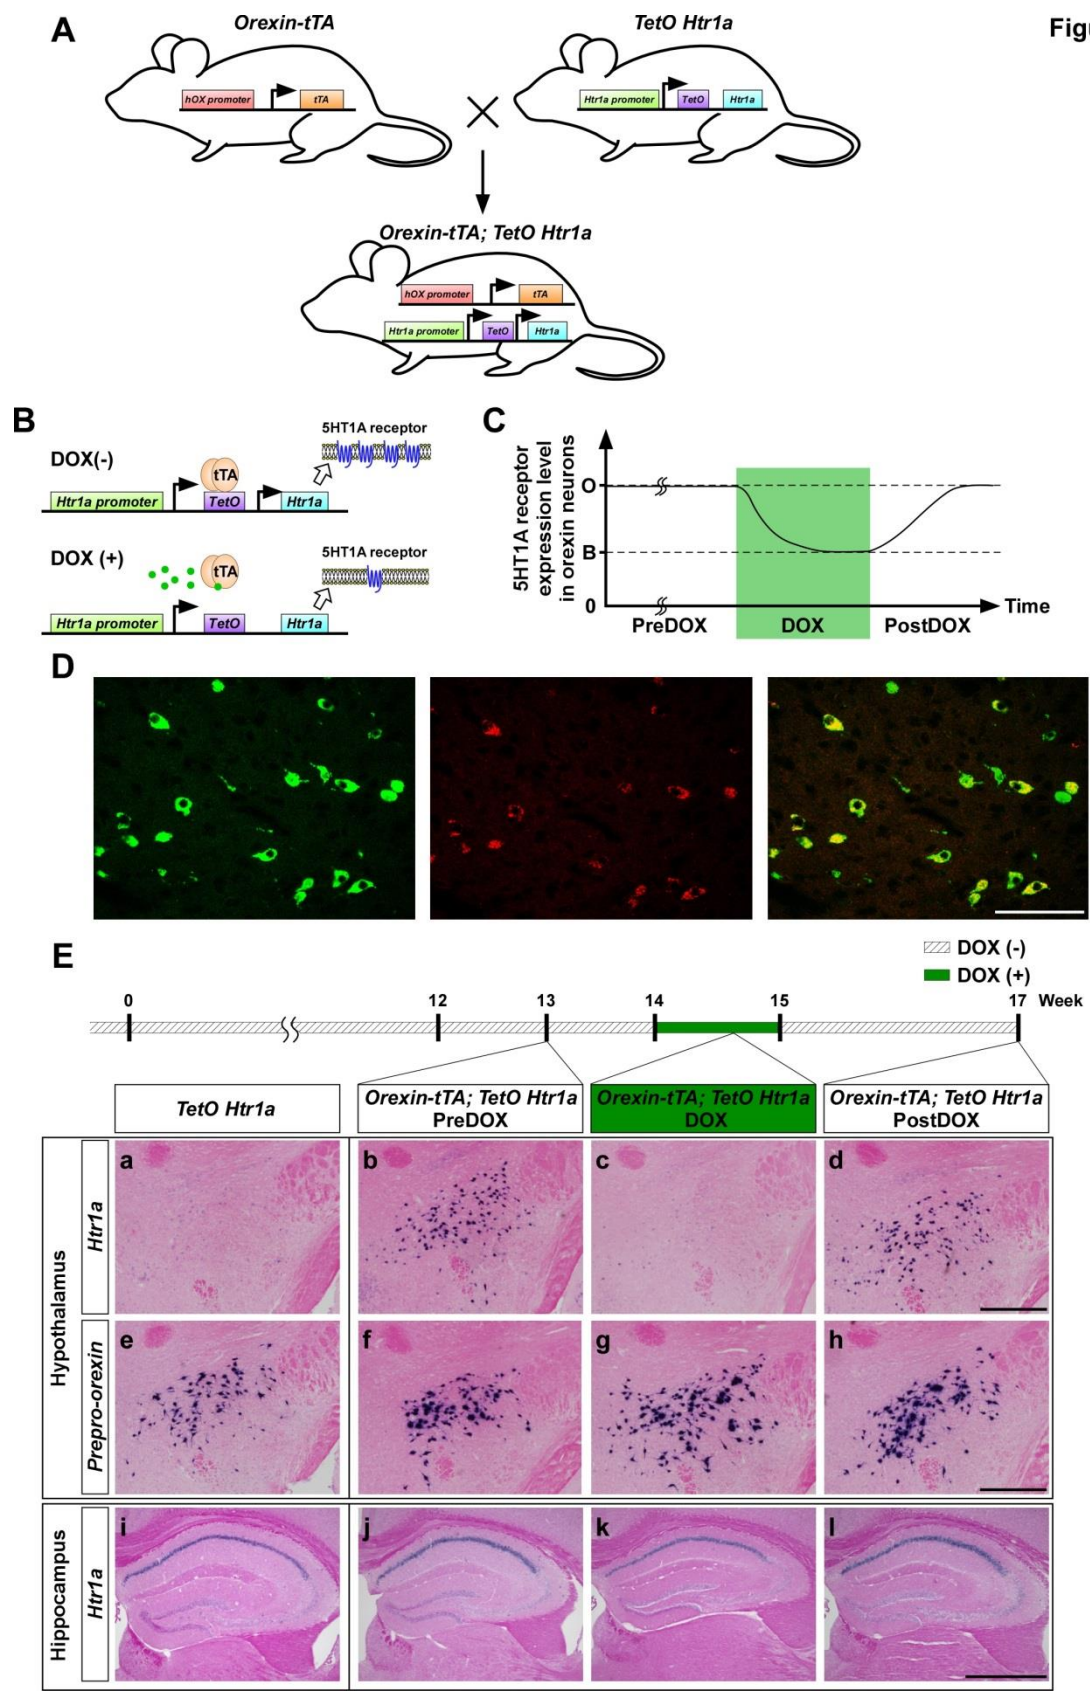 A
Orexin-tTA
TetO Htr1a
Figu
hOX promoter
tTA
Htr1a promoter
TetO
Htr1a
Orexin-tTA; TetO Htr1a
hOX promoter
tTA
Htr1a promoter
TetO
Htr1a
B
DOX(-)
tTA
Htr1a promoter
TetO
Htr1a
5HT1A receptor
DOX (+)
tTA
Htr1a promoter
TetO
Htr1a
5HT1A receptor
C
5HT1A receptor
expression level
in orexin neurons
O
B
0
Time
PreDOX
DOX
PostDOX
D
E
DOX (-)
DOX (+)
0
12
13
14
15
17
Week
TetO Htr1a
Orexin-tTA; TetO Htr1a
PreDOX
Orexin-tTA; TetO Htr1a
DOX
Orexin-tTA; TetO Htr1a
PostDOX
Hypothalamus
Htr1a
a
b
c
d
Prepro-orexin
e
f
g
h
Hippocampus
Htr1a
i
j
k
l